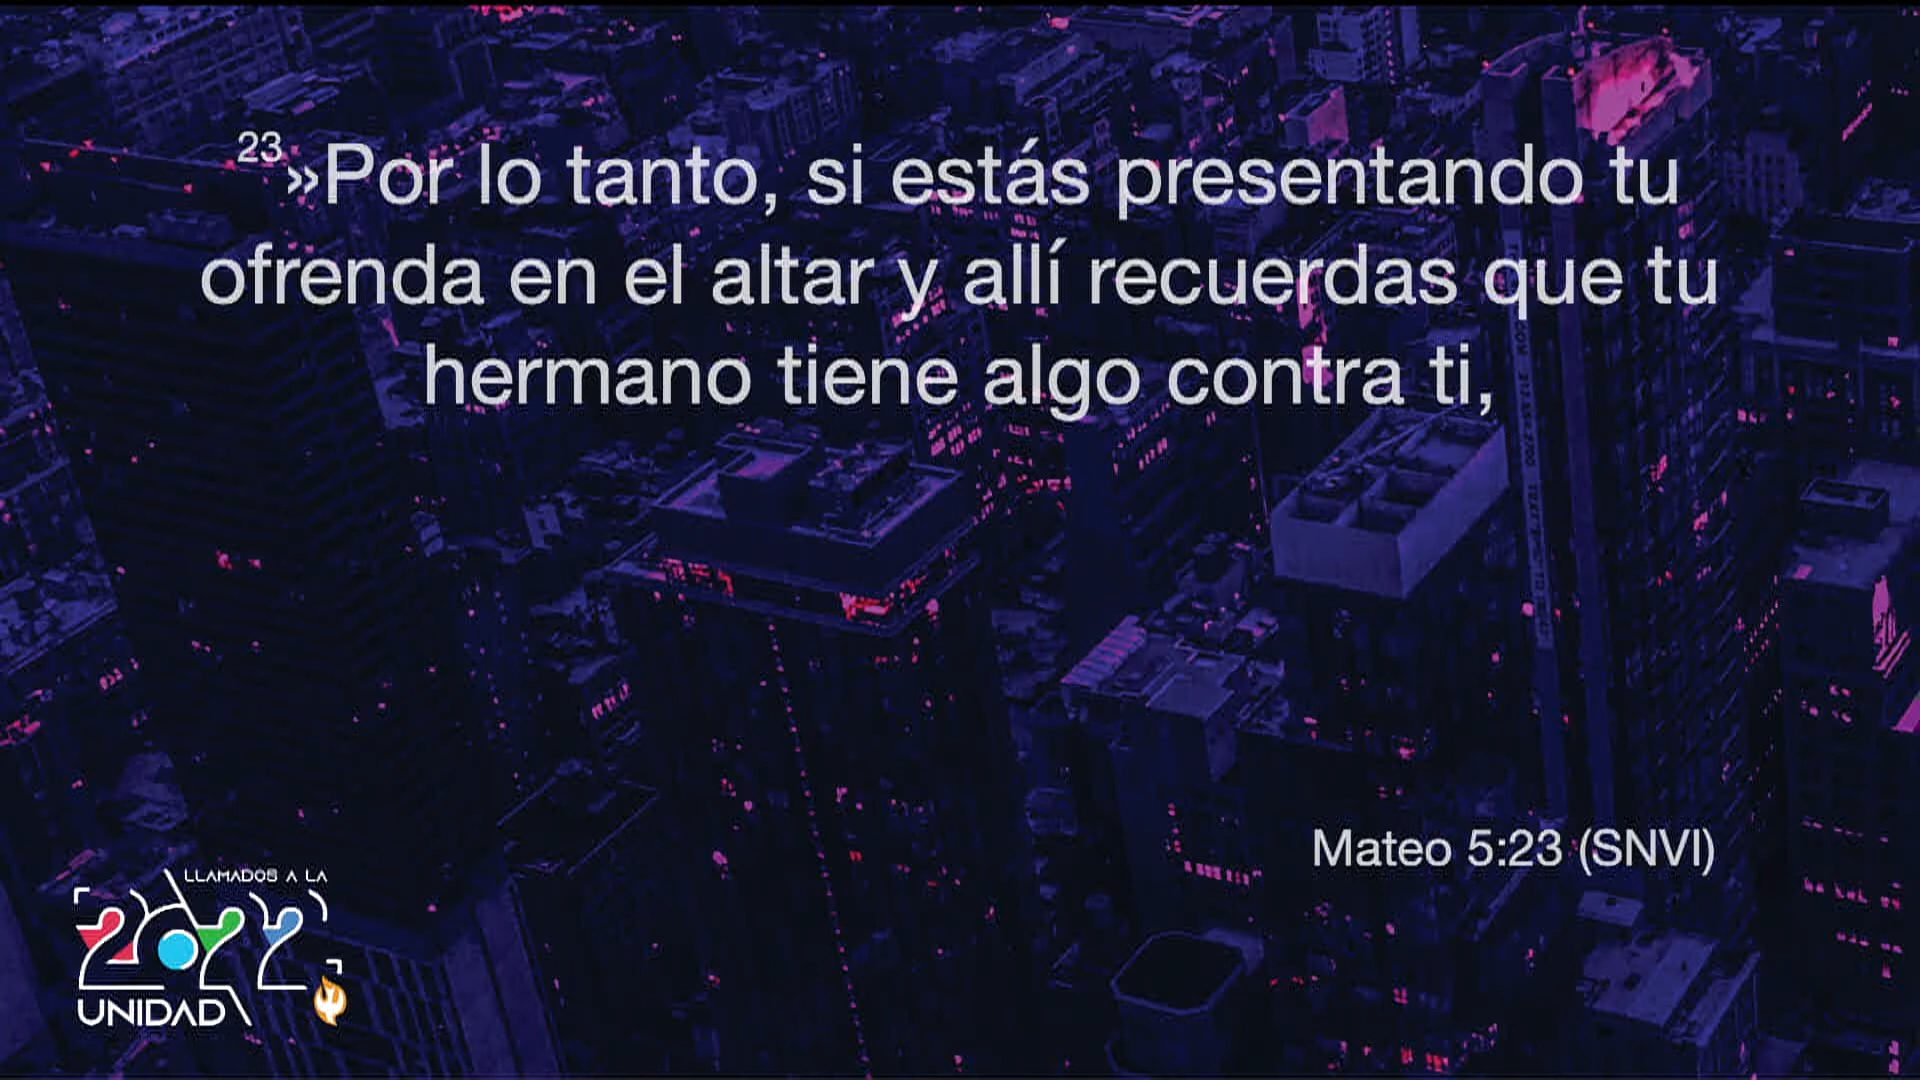 23»Por lo tanto, si estás presentando tu
ofrenda en el altar y allí recuerdas que tu
hermano tiene algo contra ti,
Mateo 5:23 (SNVI)
LLAMADOS A LA
2022
UNIDAD